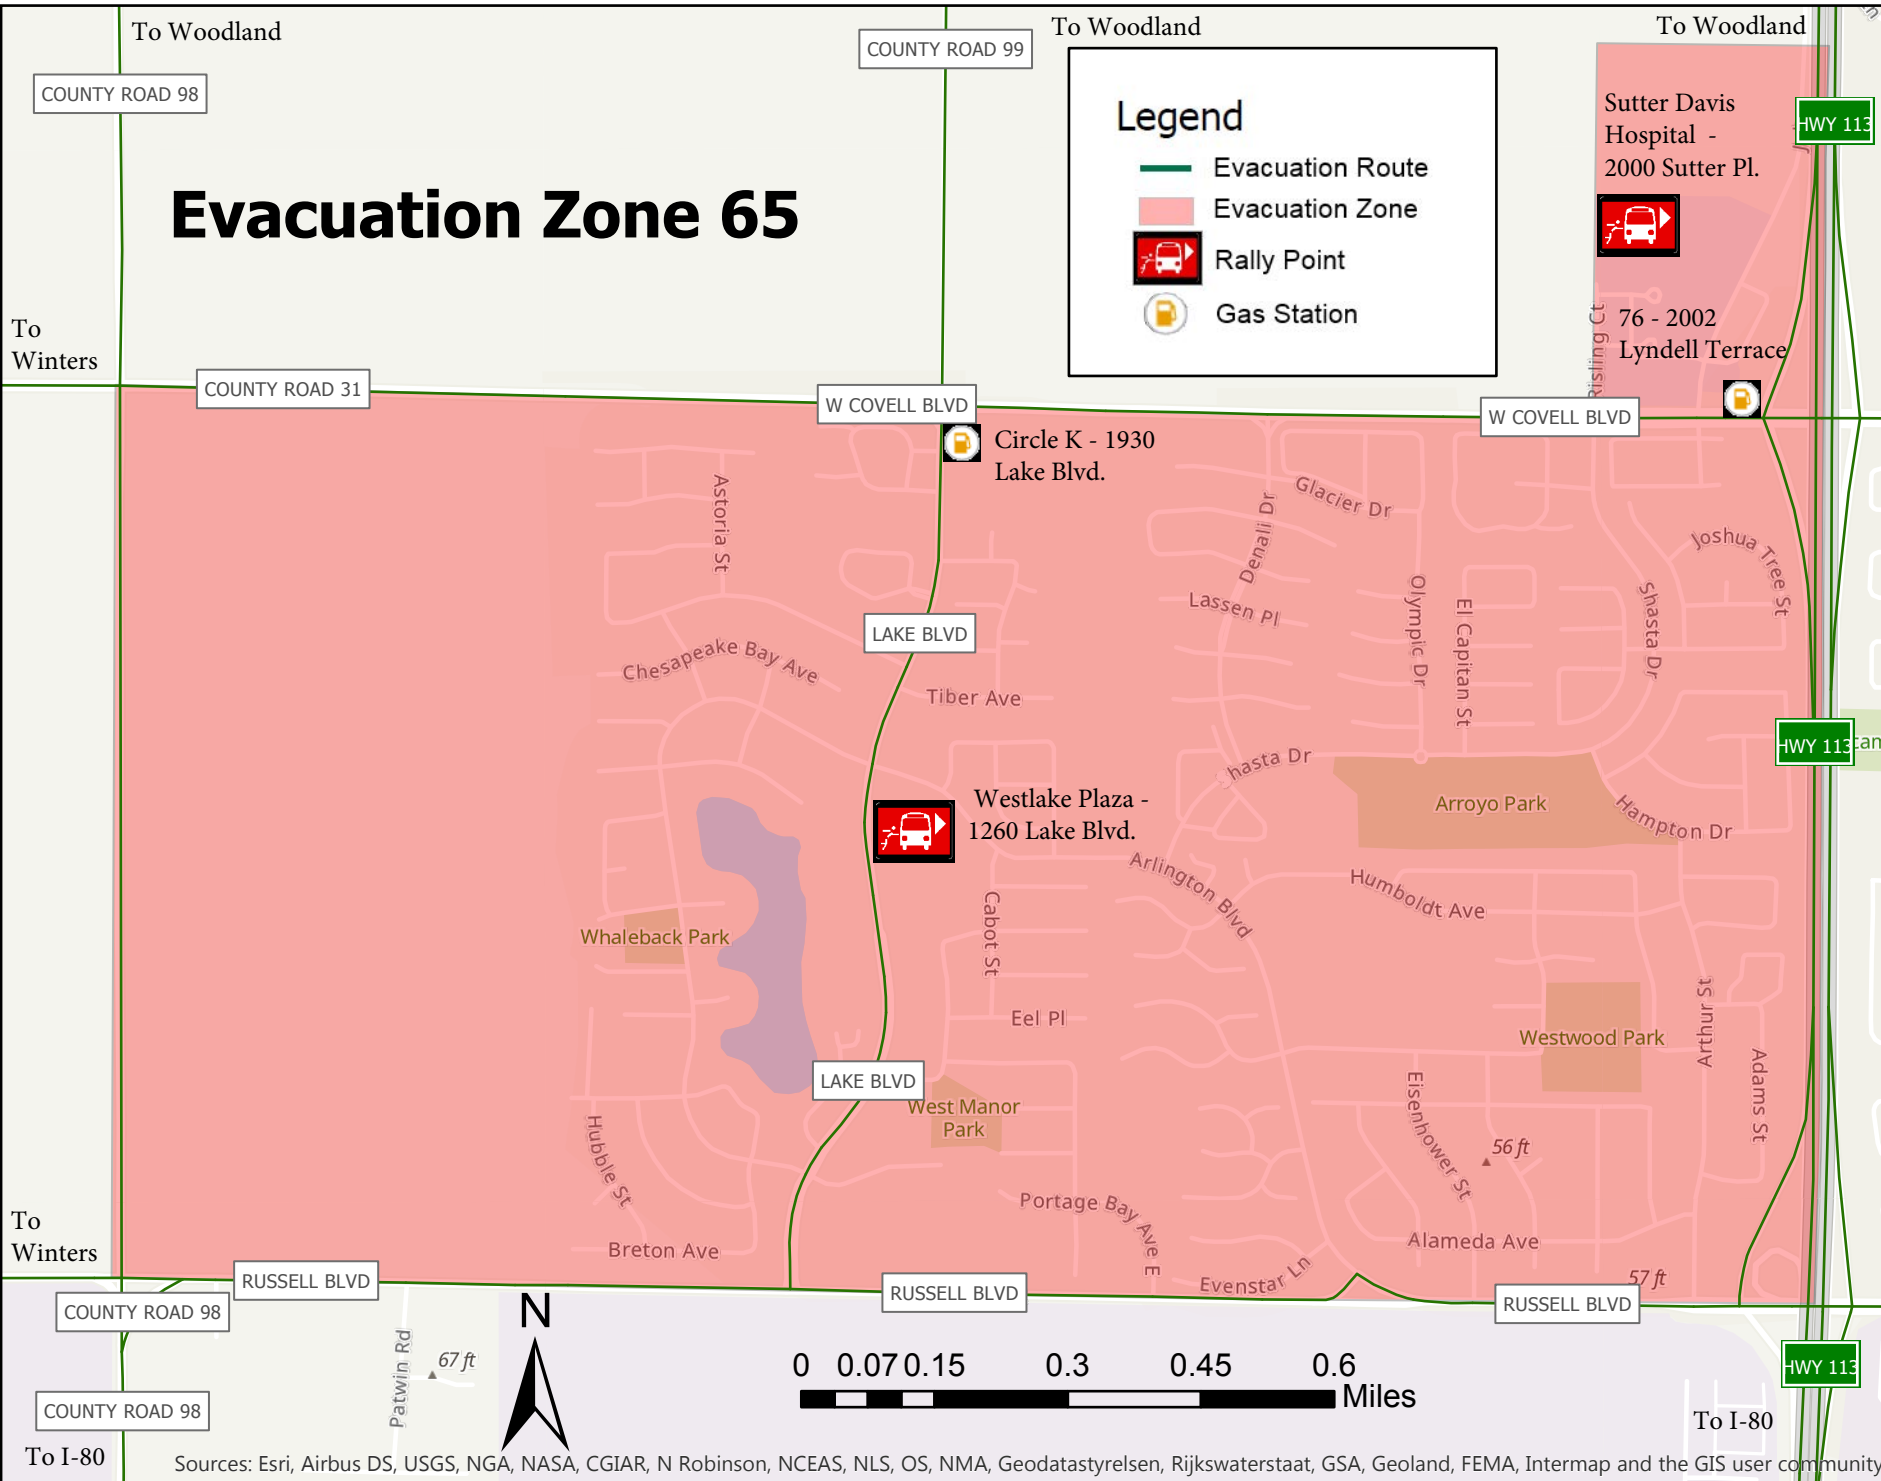 To Woodland
To Woodland
To Woodland
COUNTY ROAD 99
COUNTY ROAD 98
HWY 113
Legend
Evacuation Route
Evacuation Zone
Rally Point
Gas Station
Sutter Davis
Hospital -
2000 Sutter Pl.
Evacuation Zone 65
To
Winters
76 - 2002
Lyndell Terrace
Risling Ct
COUNTY ROAD 31
W COVELL BLVD
W COVELL BLVD
Circle K - 1930
Lake Blvd.
Astoria St
Glacier Dr
Denali Dr
Joshua Tree St
Lassen Pl
Olympic Dr
El Capitan St
Shasta Dr
LAKE BLVD
Chesapeake Bay Ave
Tiber Ave
HWY 113
hasta Dr
Westlake Plaza -
1260 Lake Blvd.
Arroyo Park
Hampton Dr
Arlington Blvd
Humboldt Ave
Cabot St
Whaleback Park
Eel Pl
Westwood Park
Arthur St
Adams St
LAKE BLVD
West Manor
Park
Eisenhower St
56 ft
Hubble St
Portage Bay Ave E
Breton Ave
Alameda Ave
Evenstar Ln
57 ft
To
Winters
RUSSELL BLVD
RUSSELL BLVD
RUSSELL BLVD
COUNTY ROAD 98
N
Patwin Rd
67 ft
HWY 113
0 0.07 0.15 0.3 0.45 0.6
Miles
COUNTY ROAD 98
To I-80
To I-80
Sources: Esri, Airbus DS, USGS, NGA, NASA, CGIAR, N Robinson, NCEAS, NLS, OS, NMA, Geodatastyrelsen, Rijkswaterstaat, GSA, Geoland, FEMA, Intermap and the GIS user community